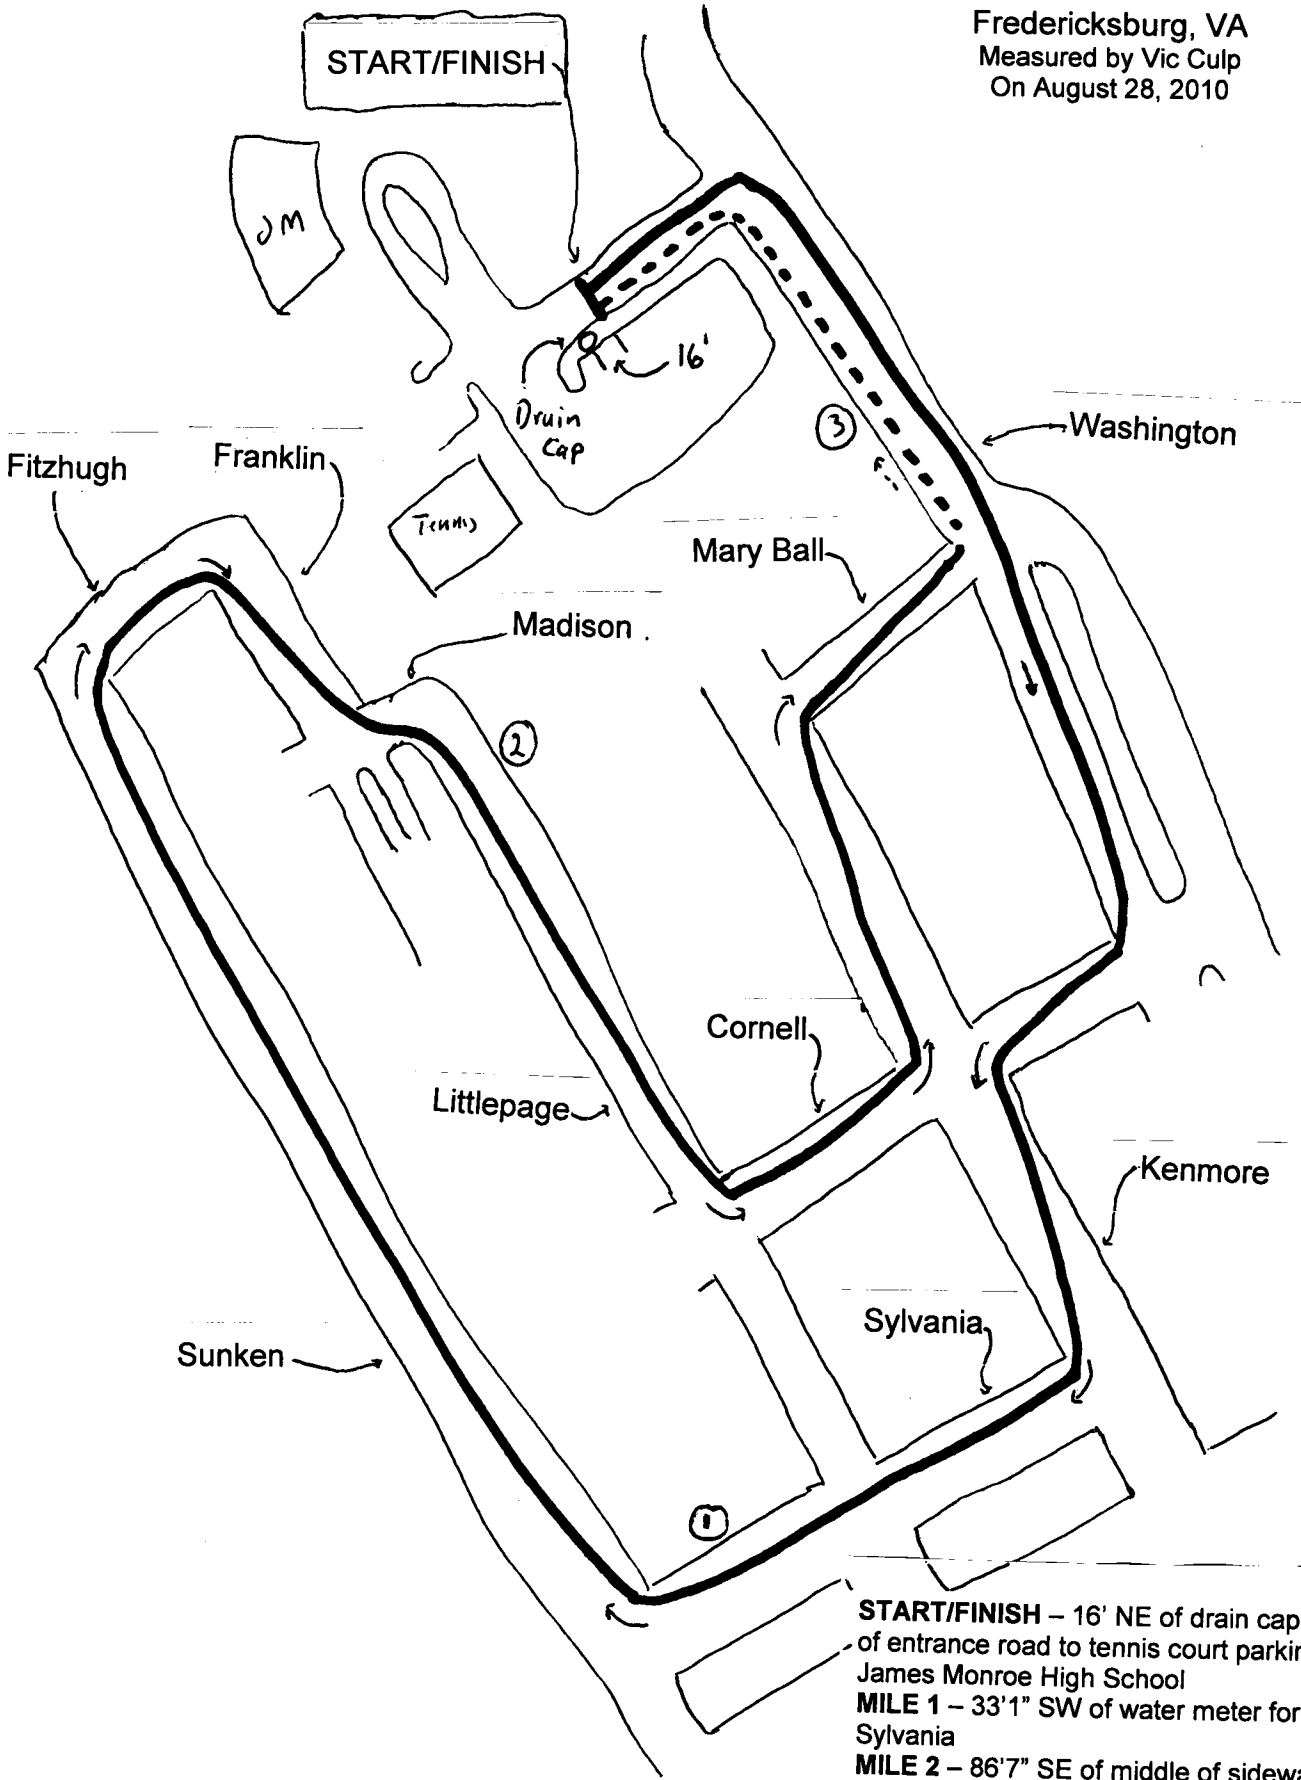 Fredericksburg, VA
Measured by Vic Culp
On August 28, 2010
START/FINISH
JM
16'
Drain
Cap
3
Washington
Fitzhugh
Franklin
Tennis
Mary Ball
Madison
2
Cornell
Littlepage
Kenmore
Sylvania
Sunken
1
START/FINISH – 16' NE of drain cap
of entrance road to tennis court parkin
James Monroe High School
MILE 1 – 33'1" SW of water meter for
Sylvania
MILE 2 – 86'7" SE of middle of sidewa